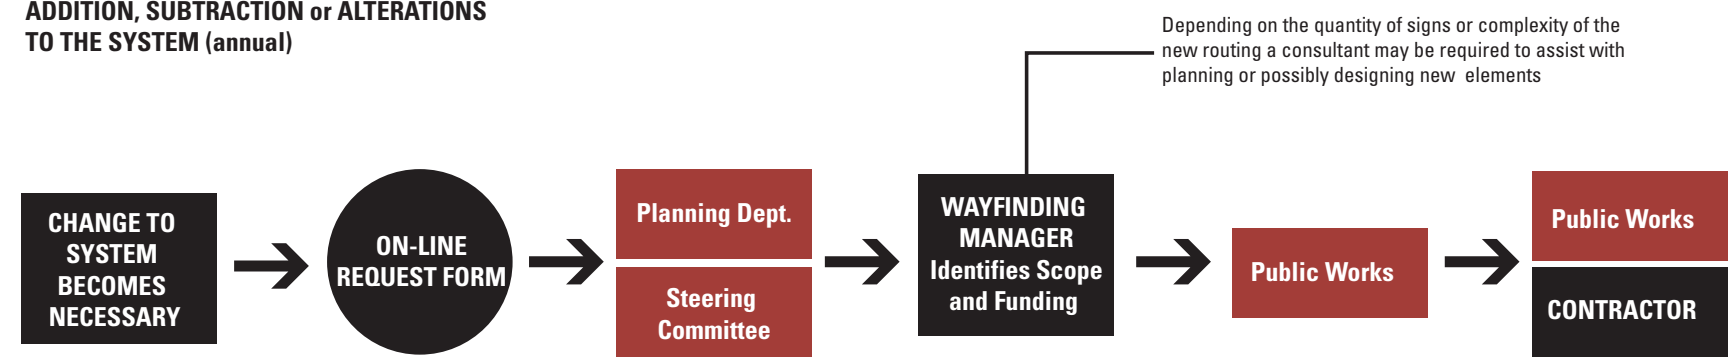 ADDITION, SUBTRACTION or ALTERATIONS
TO THE SYSTEM (annual)
Depending on the quantity of signs or complexity of the
new routing a consultant may be required to assist with
planning or possibly designing new elements
CHANGE TO
SYSTEM
BECOMES
NECESSARY
ON-LINE
REQUEST FORM
Planning Dept.
Steering
Committee
WAYFINDING
MANAGER
Identifies Scope
and Funding
Public Works
Public Works
CONTRACTOR